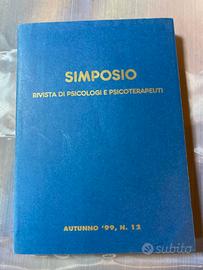 SIMPOSIO
RIVISTA DI PSICOLOGI E PSICOTERAPEUTI
AUTUNNO '99, N. 12
subito